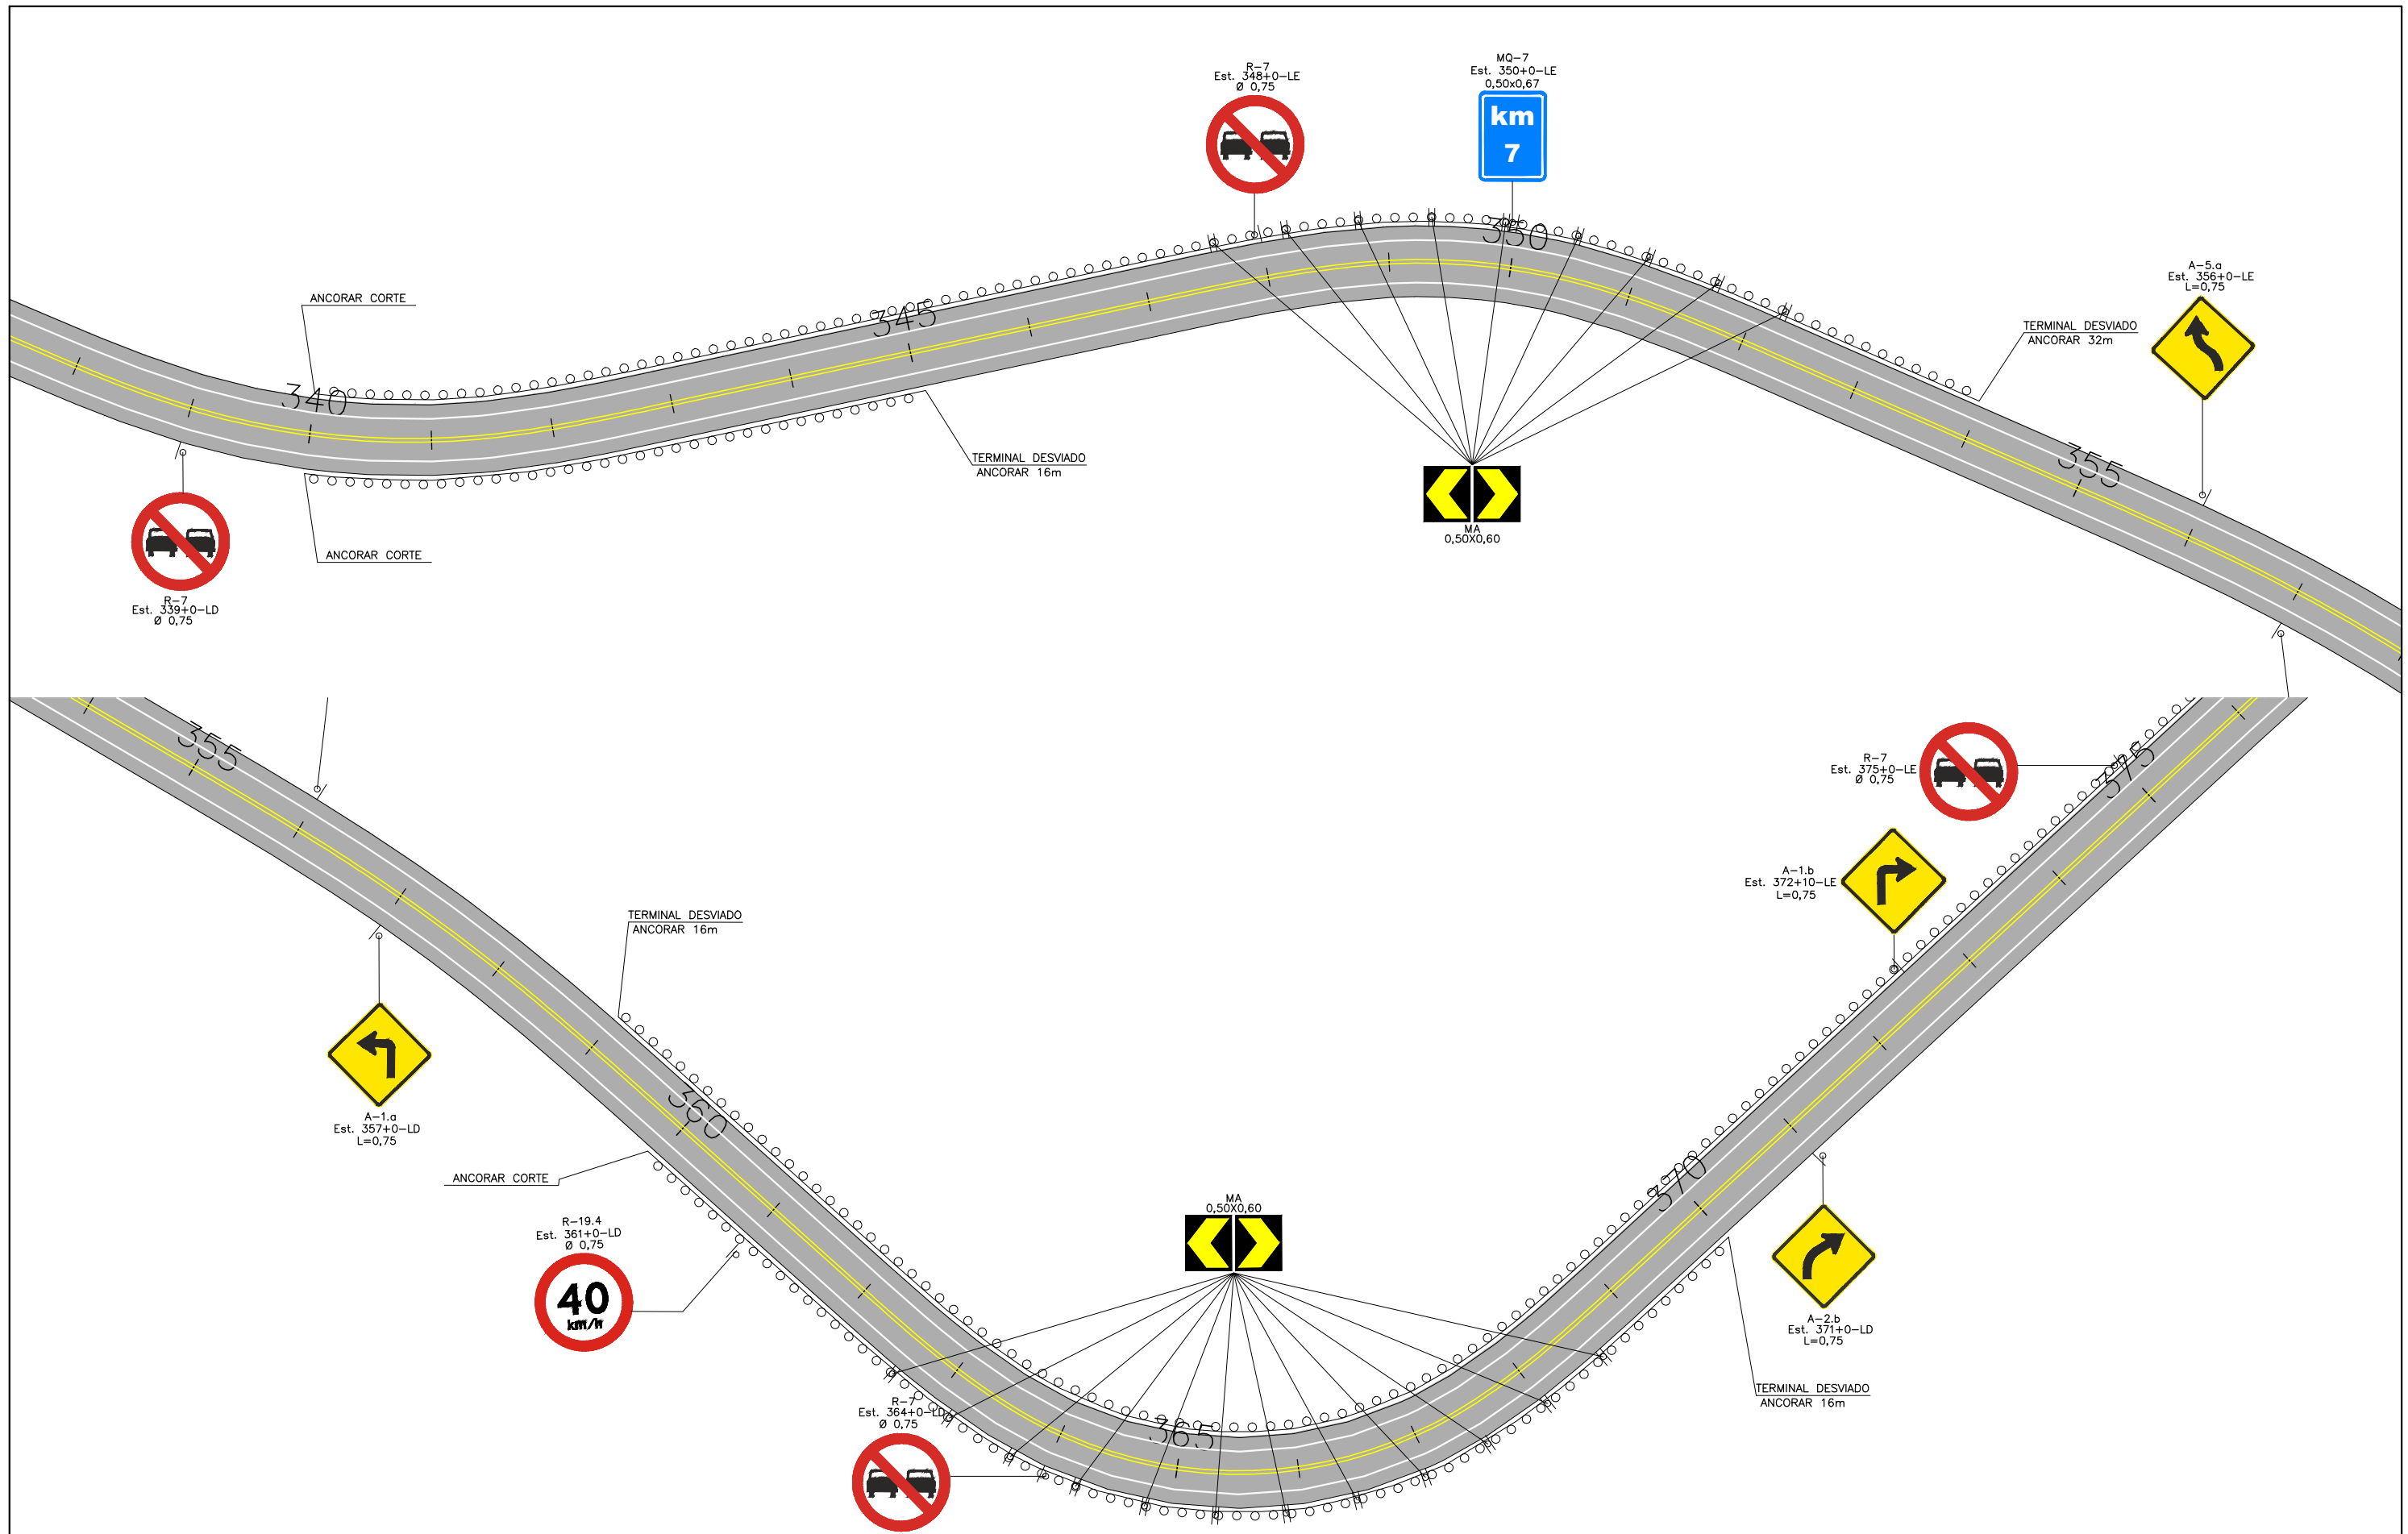 R-7
Est. 348+0-LE
Ø 0,75
MQ-7
Est. 350+0-LE
0,50x0,67
km
7
350
A-5.a
Est. 356+0-LE
L=0,75
ANCORAR CORTE
345
TERMINAL DESVIADO
ANCORAR 32m
340
TERMINAL DESVIADO
ANCORAR 16m
355
MA
0,50X0,60
ANCORAR CORTE
R-7
Est. 339+0-LD
Ø 0,75
355
R-7
Est. 375+0-LE
Ø 0,75
375
A-1.b
Est. 372+10-LE
L=0,75
TERMINAL DESVIADO
ANCORAR 16m
360
A-1.a
Est. 357+0-LD
L=0,75
ANCORAR CORTE
370
MA
0,50X0,60
R-19.4
Est. 361+0-LD
Ø 0,75
40
km/h
A-2.b
Est. 371+0-LD
L=0,75
TERMINAL DESVIADO
ANCORAR 16m
R-7
Est. 364+0-LD
Ø 0,75
365